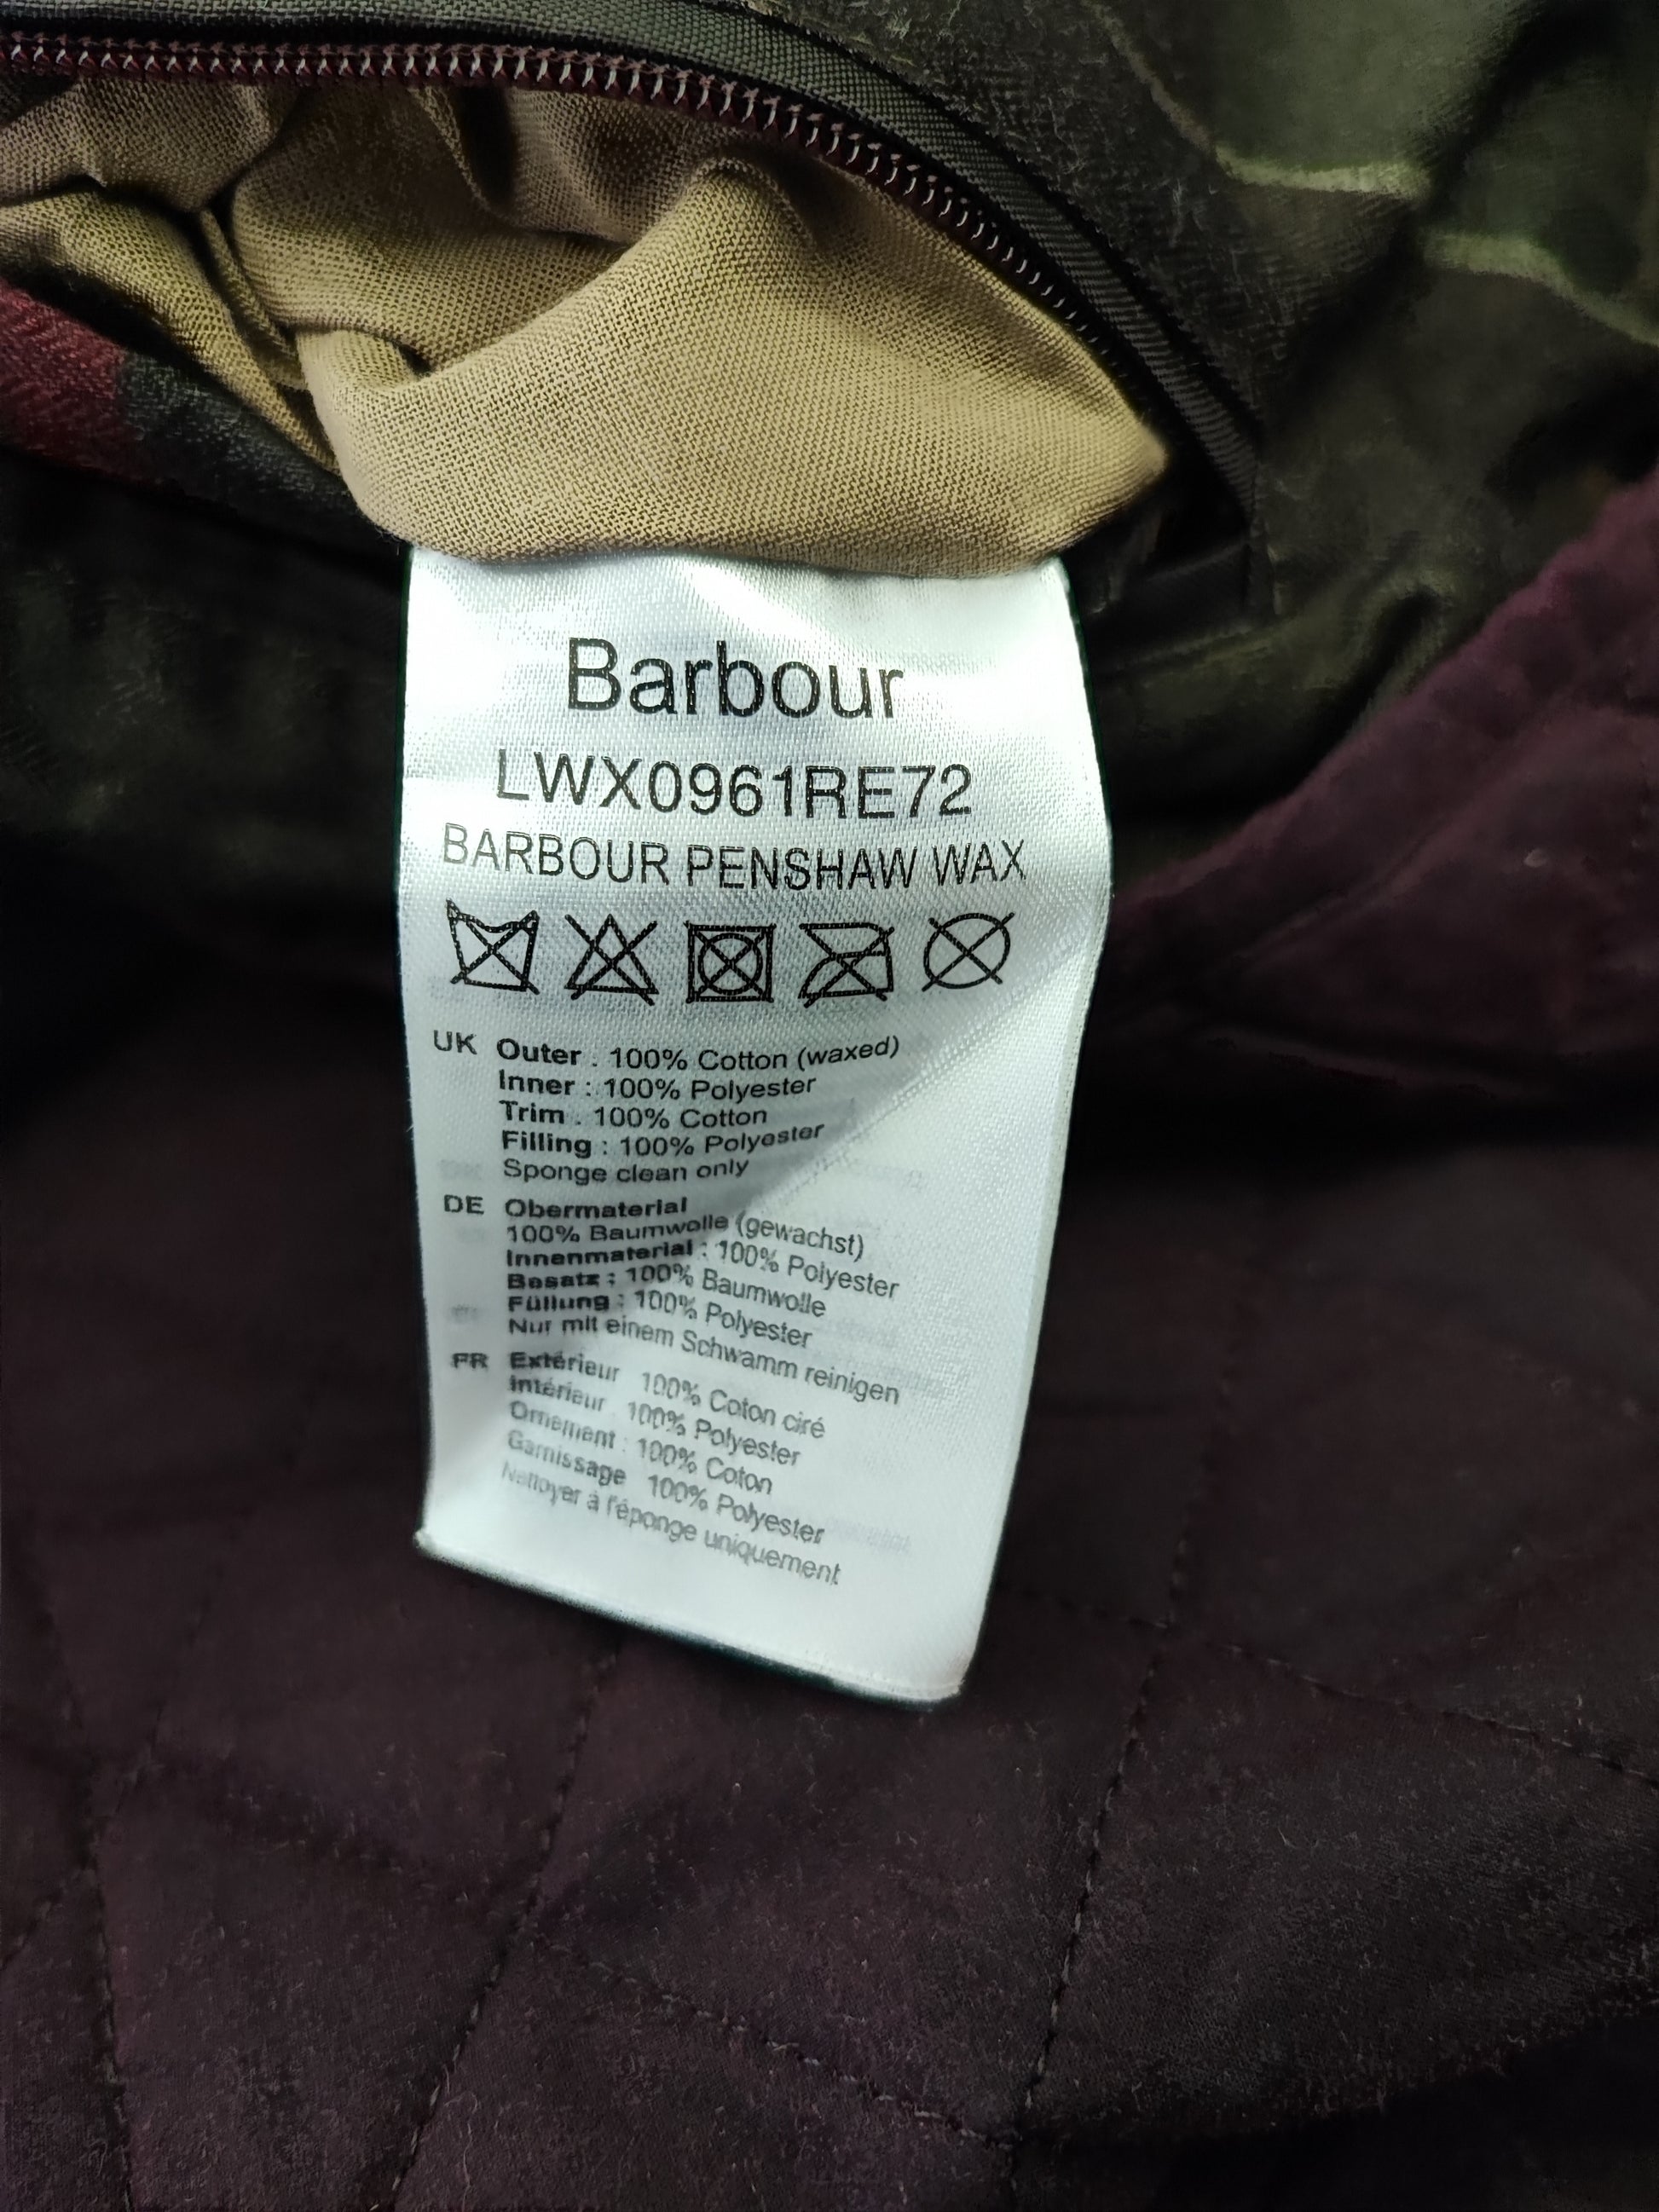 Barbour
LWX0961RE72
BARBOUR PENSHAW WAX
UK Outer : 100% Cotton (waxed)
Inner : 100% Polyester
Trim : 100% Cotton
Filling : 100% Polyester
Sponge clean only
DE Obermaterial
100% Baumwolle (gewachst)
Innenmaterial : 100% Polyester
Besatz : 100% Baumwolle
Füllung : 100% Polyester
Nur mit einem Schwamm reinigen
FR Extérieur 100% Coton ciré
Intérieur 100% Polyester
Ornement : 100% Coton
Garnissage 100% Polyester
Nettoyer à l'éponge uniquement